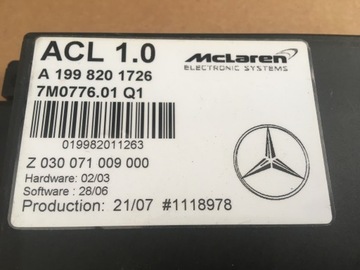 ACL 1.0
McLaren
ELECTRONIC SYSTEMS
A 199 820 1726
7M0776.01 Q1
019982011263
Z 030 071 009 000
Hardware: 02/03
Software : 28/06
Production: 21/07 #1118978